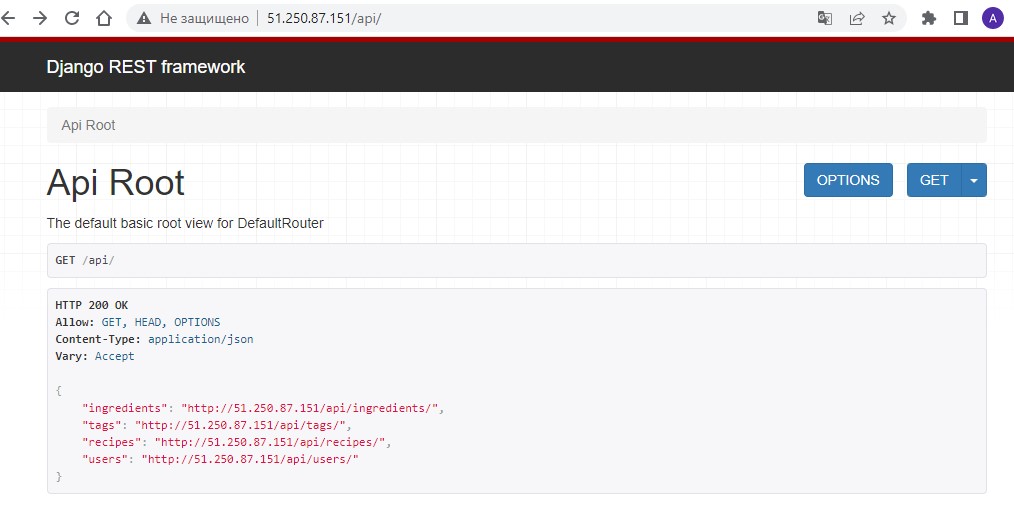 Не защищено | 51.250.87.151/api/
A
Django REST framework
Api Root
Api Root
OPTIONS
GET
The default basic root view for DefaultRouter
GET /api/
HTTP 200 OK
Allow: GET, HEAD, OPTIONS
Content-Type: application/json
Vary: Accept
{
    "ingredients": "http://51.250.87.151/api/ingredients/",
    "tags": "http://51.250.87.151/api/tags/",
    "recipes": "http://51.250.87.151/api/recipes/",
    "users": "http://51.250.87.151/api/users/"
}